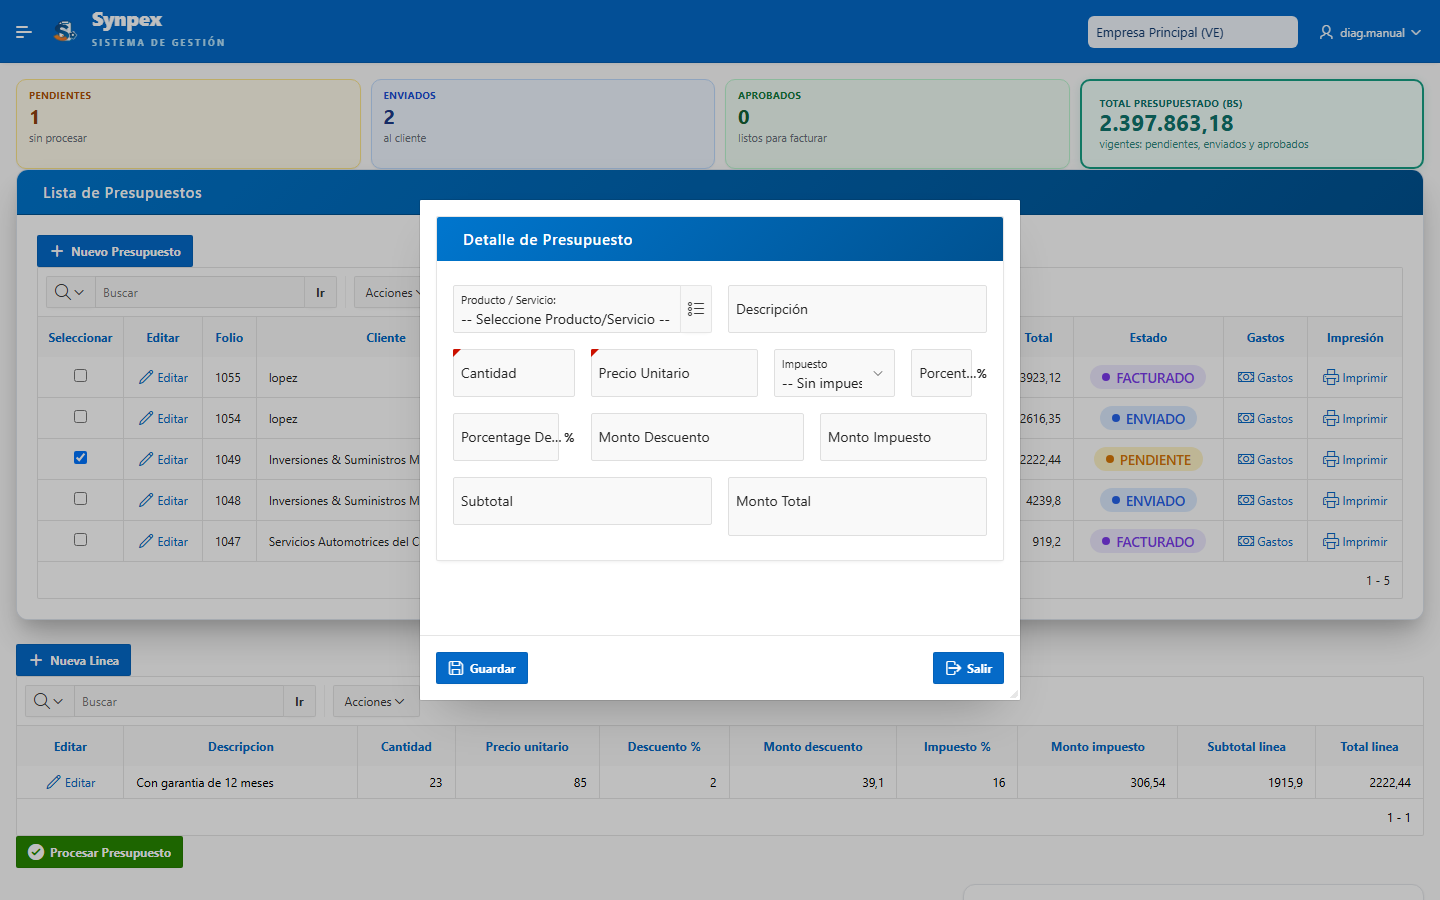 Synpex
SISTEMA DE GESTIÓN
Empresa Principal (VE)
diag.manual
PENDIENTES
1
sin procesar
ENVIADOS
2
al cliente
APROBADOS
0
listos para facturar
TOTAL PRESUPUESTADO (BS)
2.397.863,18
vigentes: pendientes, enviados y aprobados
Lista de Presupuestos
Nuevo Presupuesto
Buscar
Ir
Acciones
Seleccionar Editar Folio Cliente Total Estado Gastos Impresión
Editar 1055 lopez 3923,12 FACTURADO Gastos Imprimir
Editar 1054 lopez 2616,35 ENVIADO Gastos Imprimir
Editar 1049 Inversiones & Suministros M 2222,44 PENDIENTE Gastos Imprimir
Editar 1048 Inversiones & Suministros M 4239,8 ENVIADO Gastos Imprimir
Editar 1047 Servicios Automotrices del C 919,2 FACTURADO Gastos Imprimir
1 - 5
Detalle de Presupuesto
Producto / Servicio:
-- Seleccione Producto/Servicio --
Descripción
Cantidad
Precio Unitario
Impuesto
-- Sin impues
Porcent...%
Porcentage De... %
Monto Descuento
Monto Impuesto
Subtotal
Monto Total
Guardar
Salir
Nueva Linea
Buscar
Ir
Acciones
Editar Descripcion Cantidad Precio unitario Descuento % Monto descuento Impuesto % Monto impuesto Subtotal linea Total linea
Editar Con garantia de 12 meses 23 85 2 39,1 16 306,54 1915,9 2222,44
1 - 1
Procesar Presupuesto